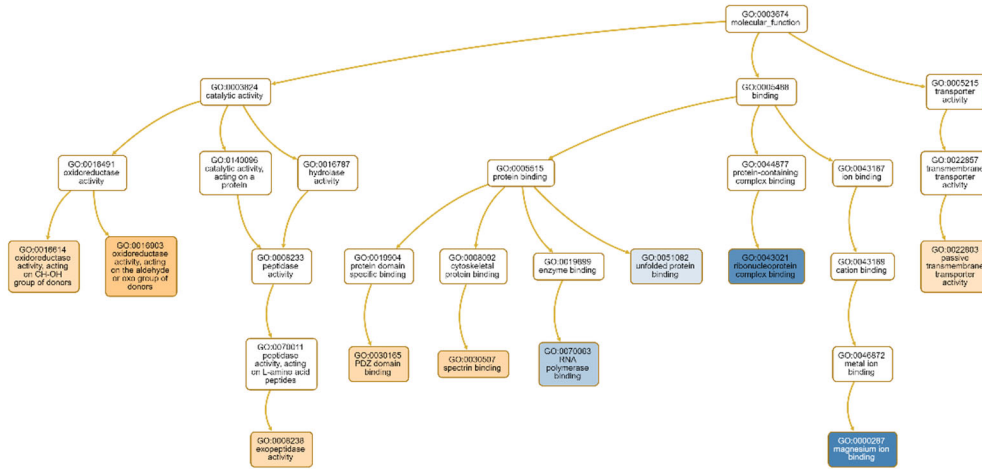 GO:0003674
molecular_function
GO:0003824
catalytic activity
GO:0005488
binding
GO:0005215
transporter
activity
GO:0016491
oxidoreductase
activity
GO:0140096
catalytic activity,
acting on a
protein
GO:0016787
hydrolase
activity
GO:0005515
protein binding
GO:0044877
protein-containing
complex binding
GO:0043167
ion binding
GO:0022857
transmembrane
transporter
activity
GO:0016614
oxidoreductase
activity, acting
on CH-OH
group of donors
GO:0016903
oxidoreductase
activity, acting
on the aldehyde
or oxo group of
donors
GO:0008233
peptidase
activity
GO:0019904
protein domain
specific binding
GO:0008092
cytoskeletal
protein binding
GO:0019899
enzyme binding
GO:0051082
unfolded protein
binding
GO:0043021
ribonucleoprotein
complex binding
GO:0043169
cation binding
GO:0022803
passive
transmembrane
transporter
activity
GO:0070011
peptidase
activity, acting
on L-amino acid
peptides
GO:0030165
PDZ domain
binding
GO:0030507
spectrin binding
GO:0070063
RNA
polymerase
binding
GO:0046872
metal ion
binding
GO:0008238
exopeptidase
activity
GO:0000287
magnesium ion
binding